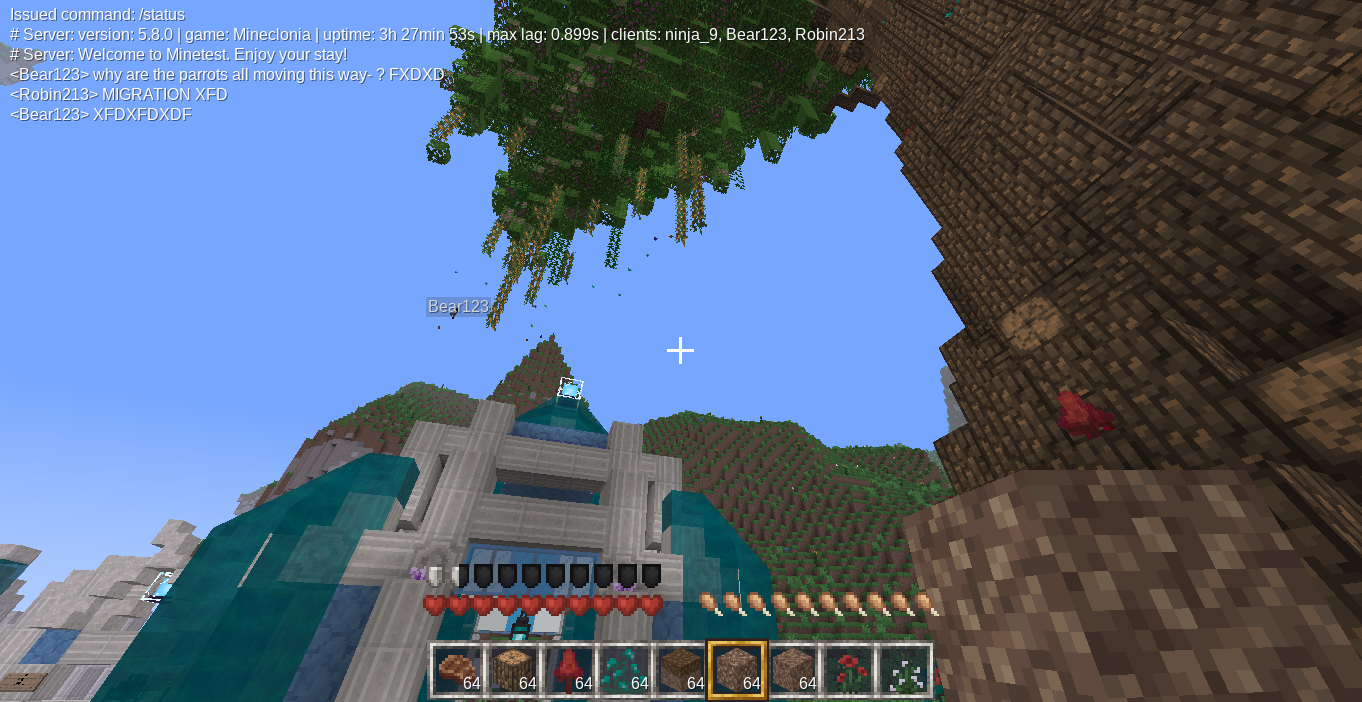 Issued command: /status
# Server: version: 5.8.0 | game: Mineclonia | uptime: 3h 27min 53s | max lag: 0.899s | clients: ninja_9, Bear123, Robin213
# Server: Welcome to Minetest. Enjoy your stay!
<Bear123> why are the parrots all moving this way- ? FXDXD
<Robin213> MIGRATION XFD
<Bear123> XFDXFDXDF
Bear123
64 64 64 64 64 64 64